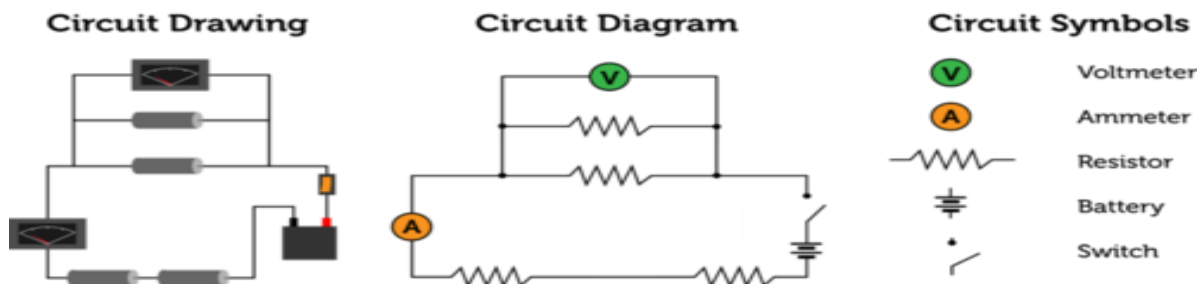 Circuit Drawing
Circuit Diagram
Circuit Symbols
V
V
Voltmeter
A
Ammeter
Resistor
A
Battery
Switch